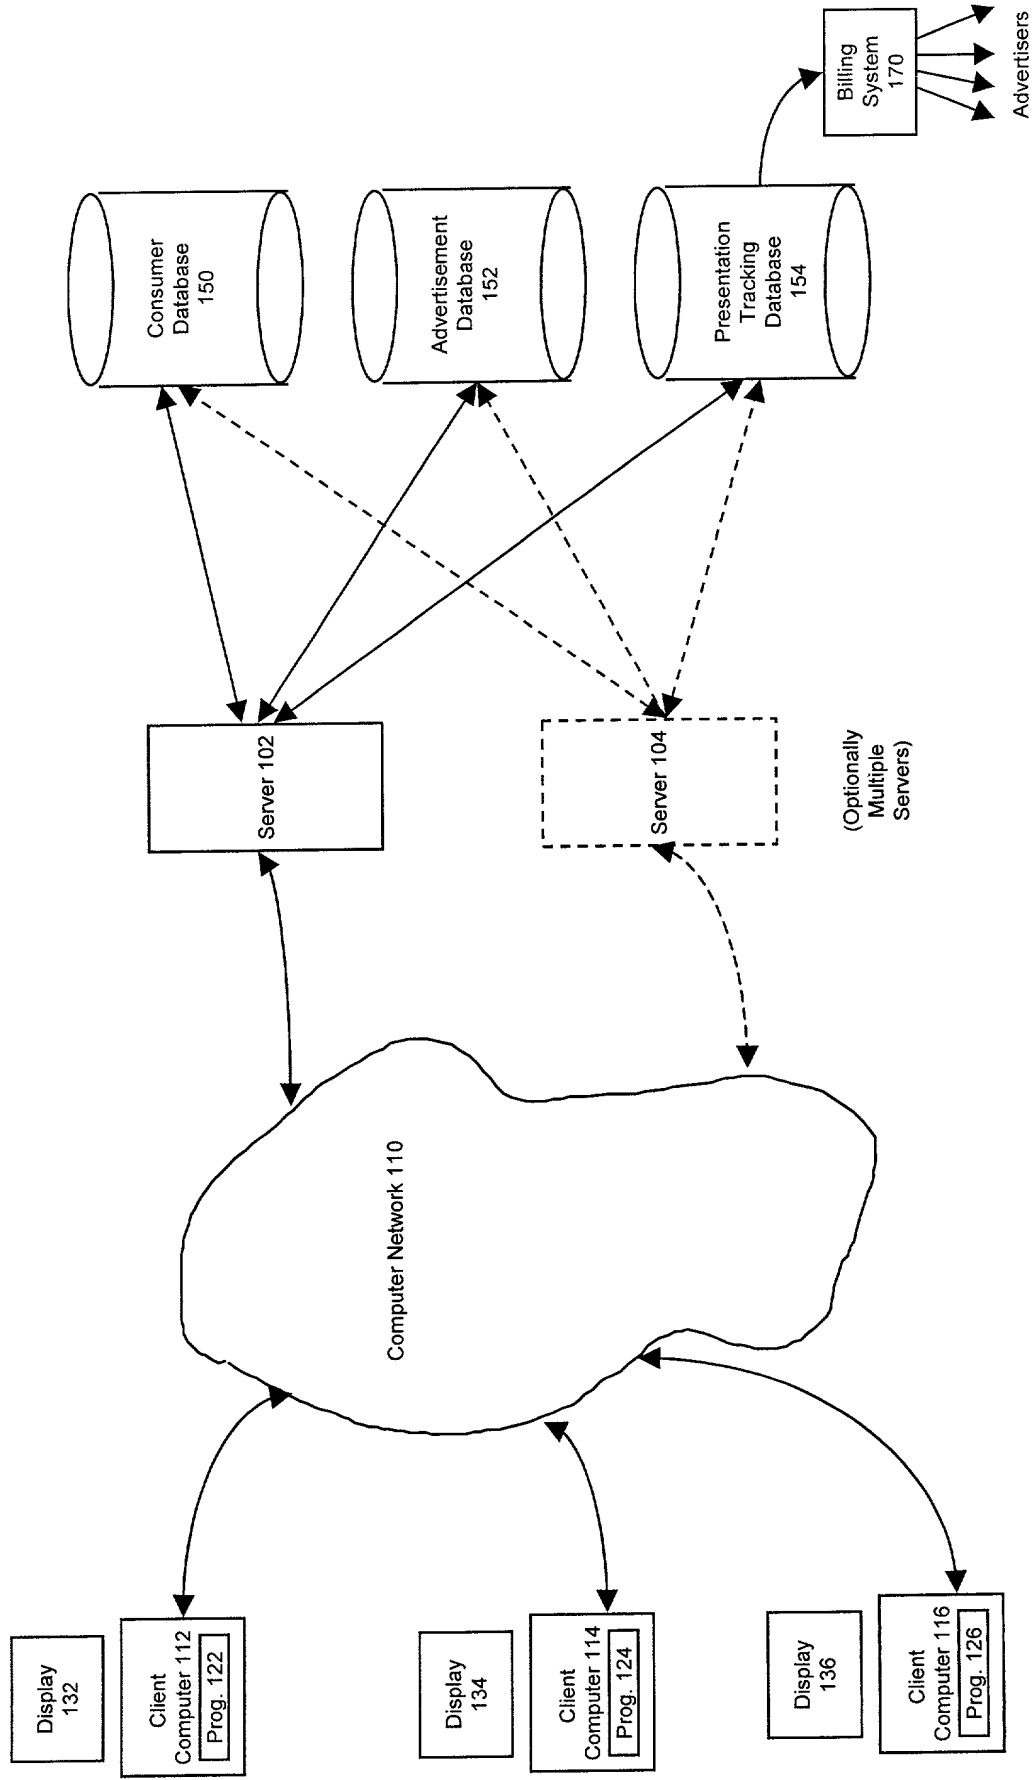 Display
132
Client
Computer 112
Prog. 122
Display
134
Client
Computer 114
Prog. 124
Display
136
Client
Computer 116
Prog. 126
Computer Network 110
Server 102
Server 104
(Optionally
Multiple
Servers)
Consumer
Database
150
Advertisement
Database
152
Presentation
Tracking
Database
154
Billing
System
170
Advertisers